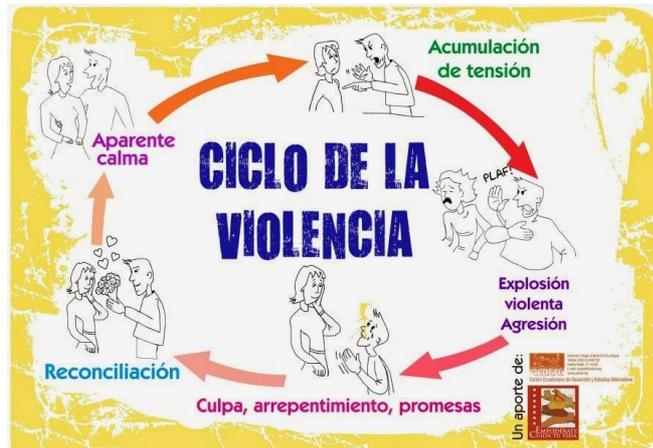 Acumulación
de tensión
Aparente
calma
CICLO DE LA
VIOLENCIA
PLAF!
Explosión
violenta
Agresión
Reconciliación
Culpa, arrepentimiento, promesas
Un aporte de:
Centro Ecuatoriano de Desarrollo y Estudios Alternativos
EMPODÉRATE
CUIDA TU VIDA